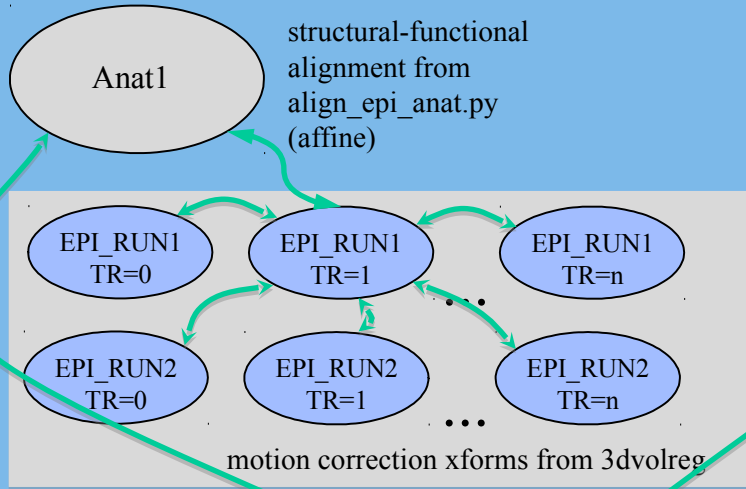 Anat1
structural-functional
alignment from
align_epi_anat.py
(affine)
EPI_RUN1
TR=0
EPI_RUN1
TR=1
EPI_RUN1
TR=n
...
EPI_RUN2
TR=0
EPI_RUN2
TR=1
EPI_RUN2
TR=n
...
motion correction xforms from 3dvolreg